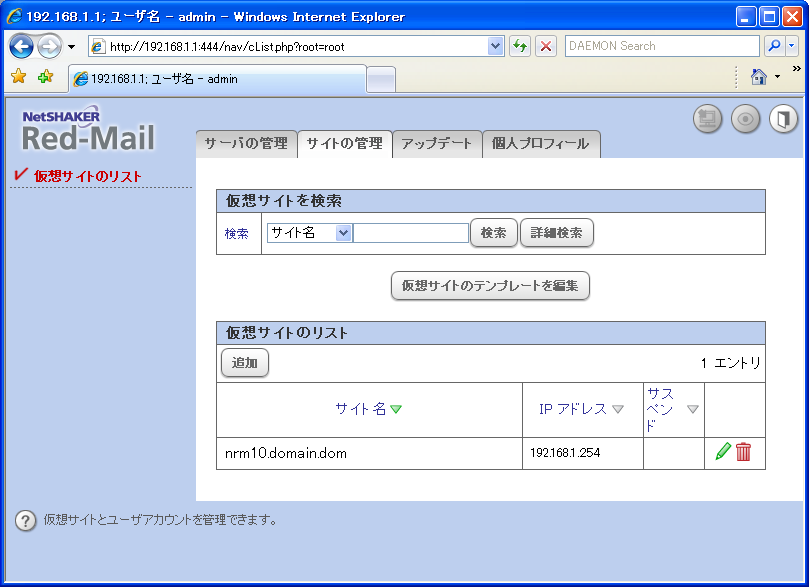 192.168.1.1; ユーザ名 - admin - Windows Internet Explorer
http://192.168.1.1:444/nav/cList.php?root=root
DAEMON Search
192.168.1.1; ユーザ名 - admin
NetSHAKER
Red-Mail
サーバの管理 サイトの管理 アップデート 個人プロフィール
仮想サイトのリスト
仮想サイトを検索
検索 サイト名 検索 詳細検索
仮想サイトのテンプレートを編集
仮想サイトのリスト
追加 1 エントリ
サイト名 IP アドレス サス
ペン
ド
nrm10.domain.dom 192.168.1.254
? 仮想サイトとユーザアカウントを管理できます。